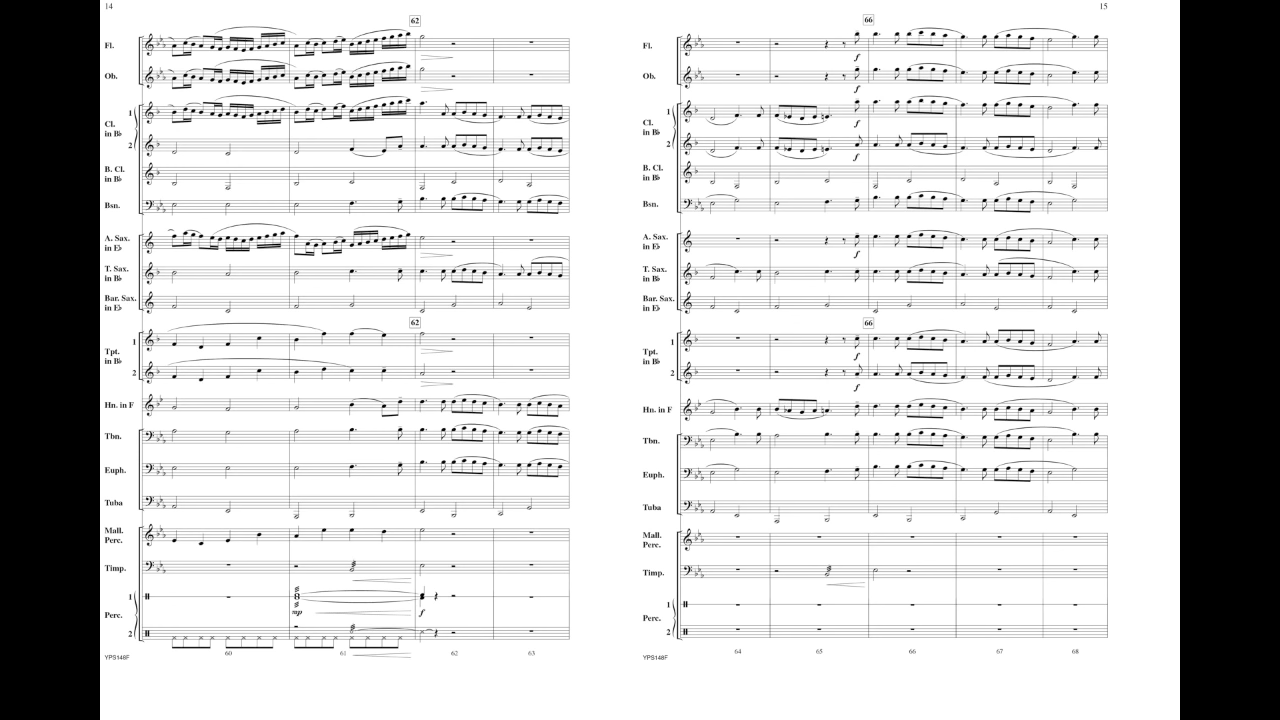 14
62
Fl.
Ob.
1
Cl.
in B♭
2
B. Cl.
in B♭
Bsn.
A. Sax.
in E♭
T. Sax.
in B♭
Bar. Sax.
in E♭
62
1
Tpt.
in B♭
2
Hn. in F
Tbn.
Euph.
Tuba
Mall.
Perc.
Timp.
1
mp
f
Perc.
2
60 61 62 63
YPS148F
15
66
Fl.
f
Ob.
f
1
Cl.
in B♭
f
2
f
B. Cl.
in B♭
Bsn.
A. Sax.
in E♭
f
T. Sax.
in B♭
Bar. Sax.
in E♭
66
1
f
Tpt.
in B♭
2
f
Hn. in F
Tbn.
Euph.
Tuba
Mall.
Perc.
Timp.
1
Perc.
2
64 65 66 67 68
YPS148F